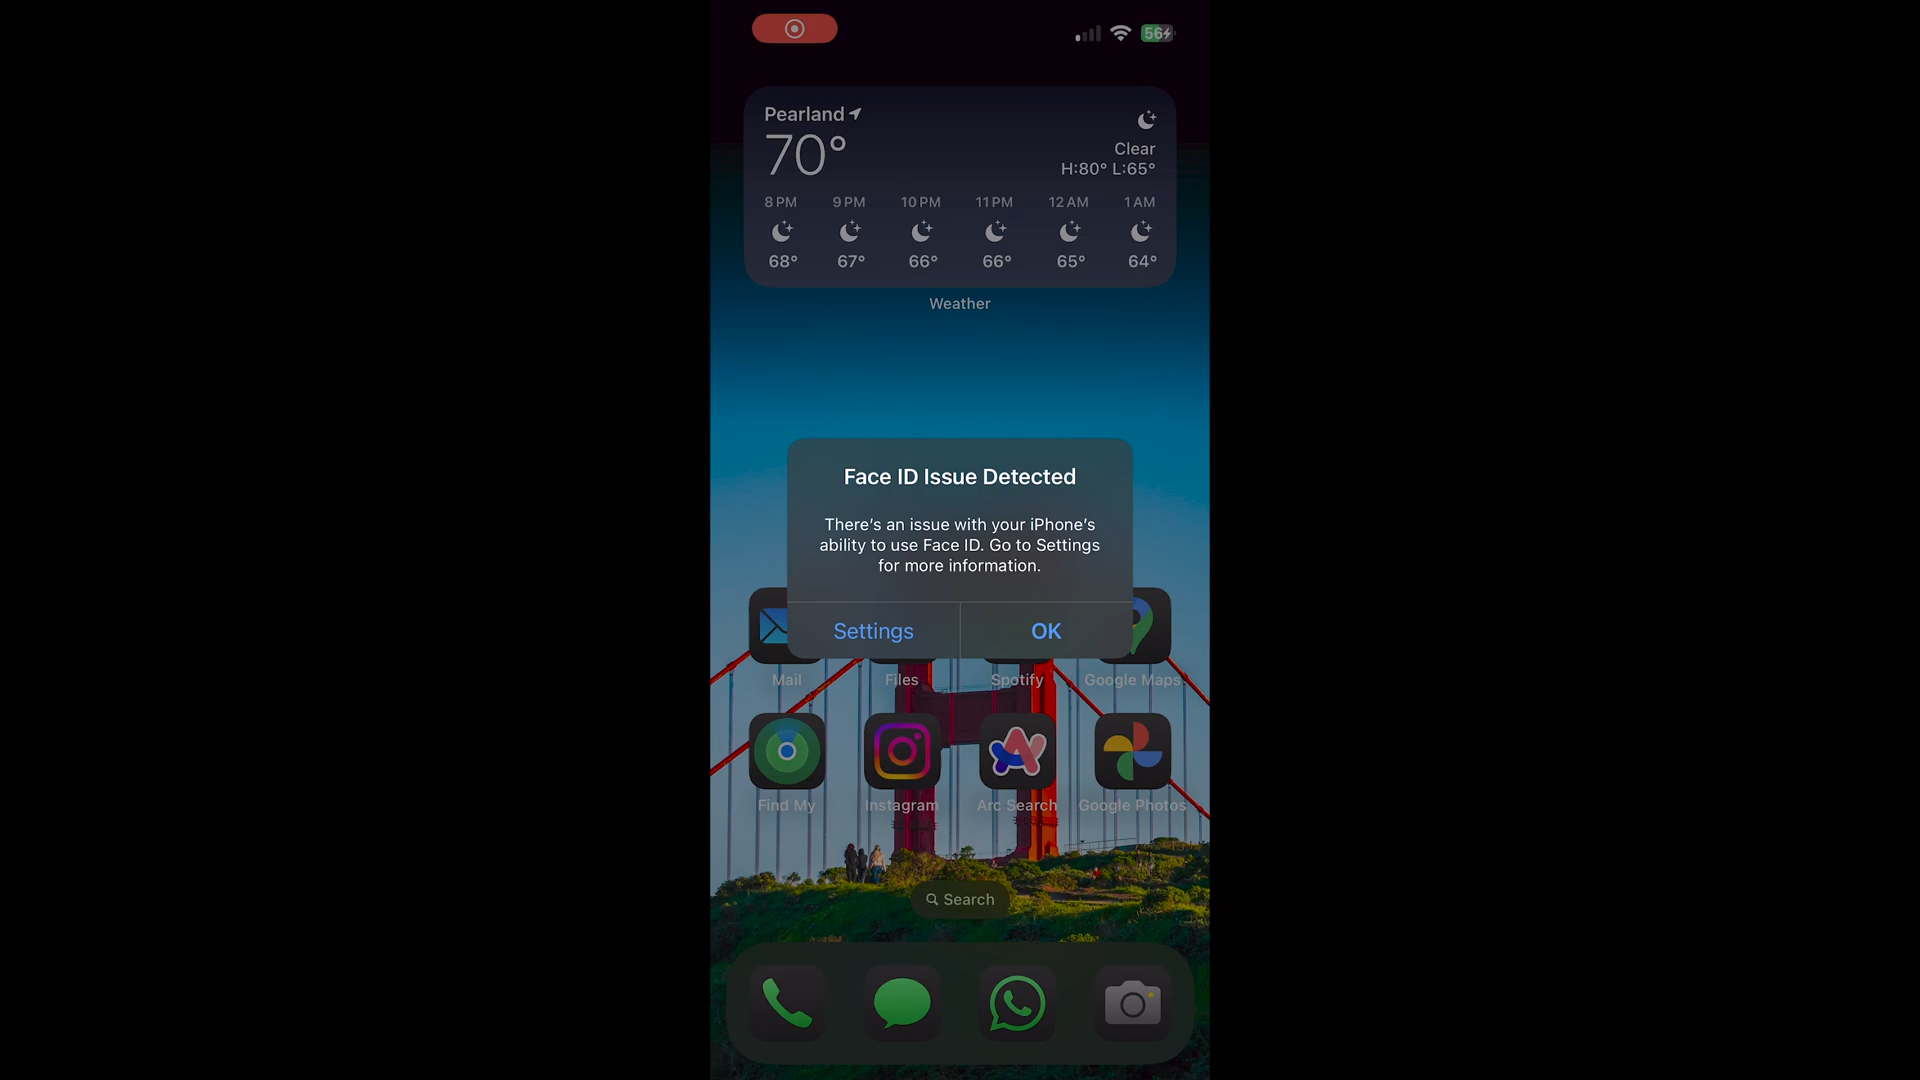 56
Pearland
70°
Clear
H:80° L:65°
8 PM 9 PM 10 PM 11 PM 12 AM 1 AM
68° 67° 66° 66° 65° 64°
Weather
Face ID Issue Detected
There's an issue with your iPhone's
ability to use Face ID. Go to Settings
for more information.
Settings OK
Mail Files Spotify Google Maps
Find My Instagram Arc Search Google Photos
Search